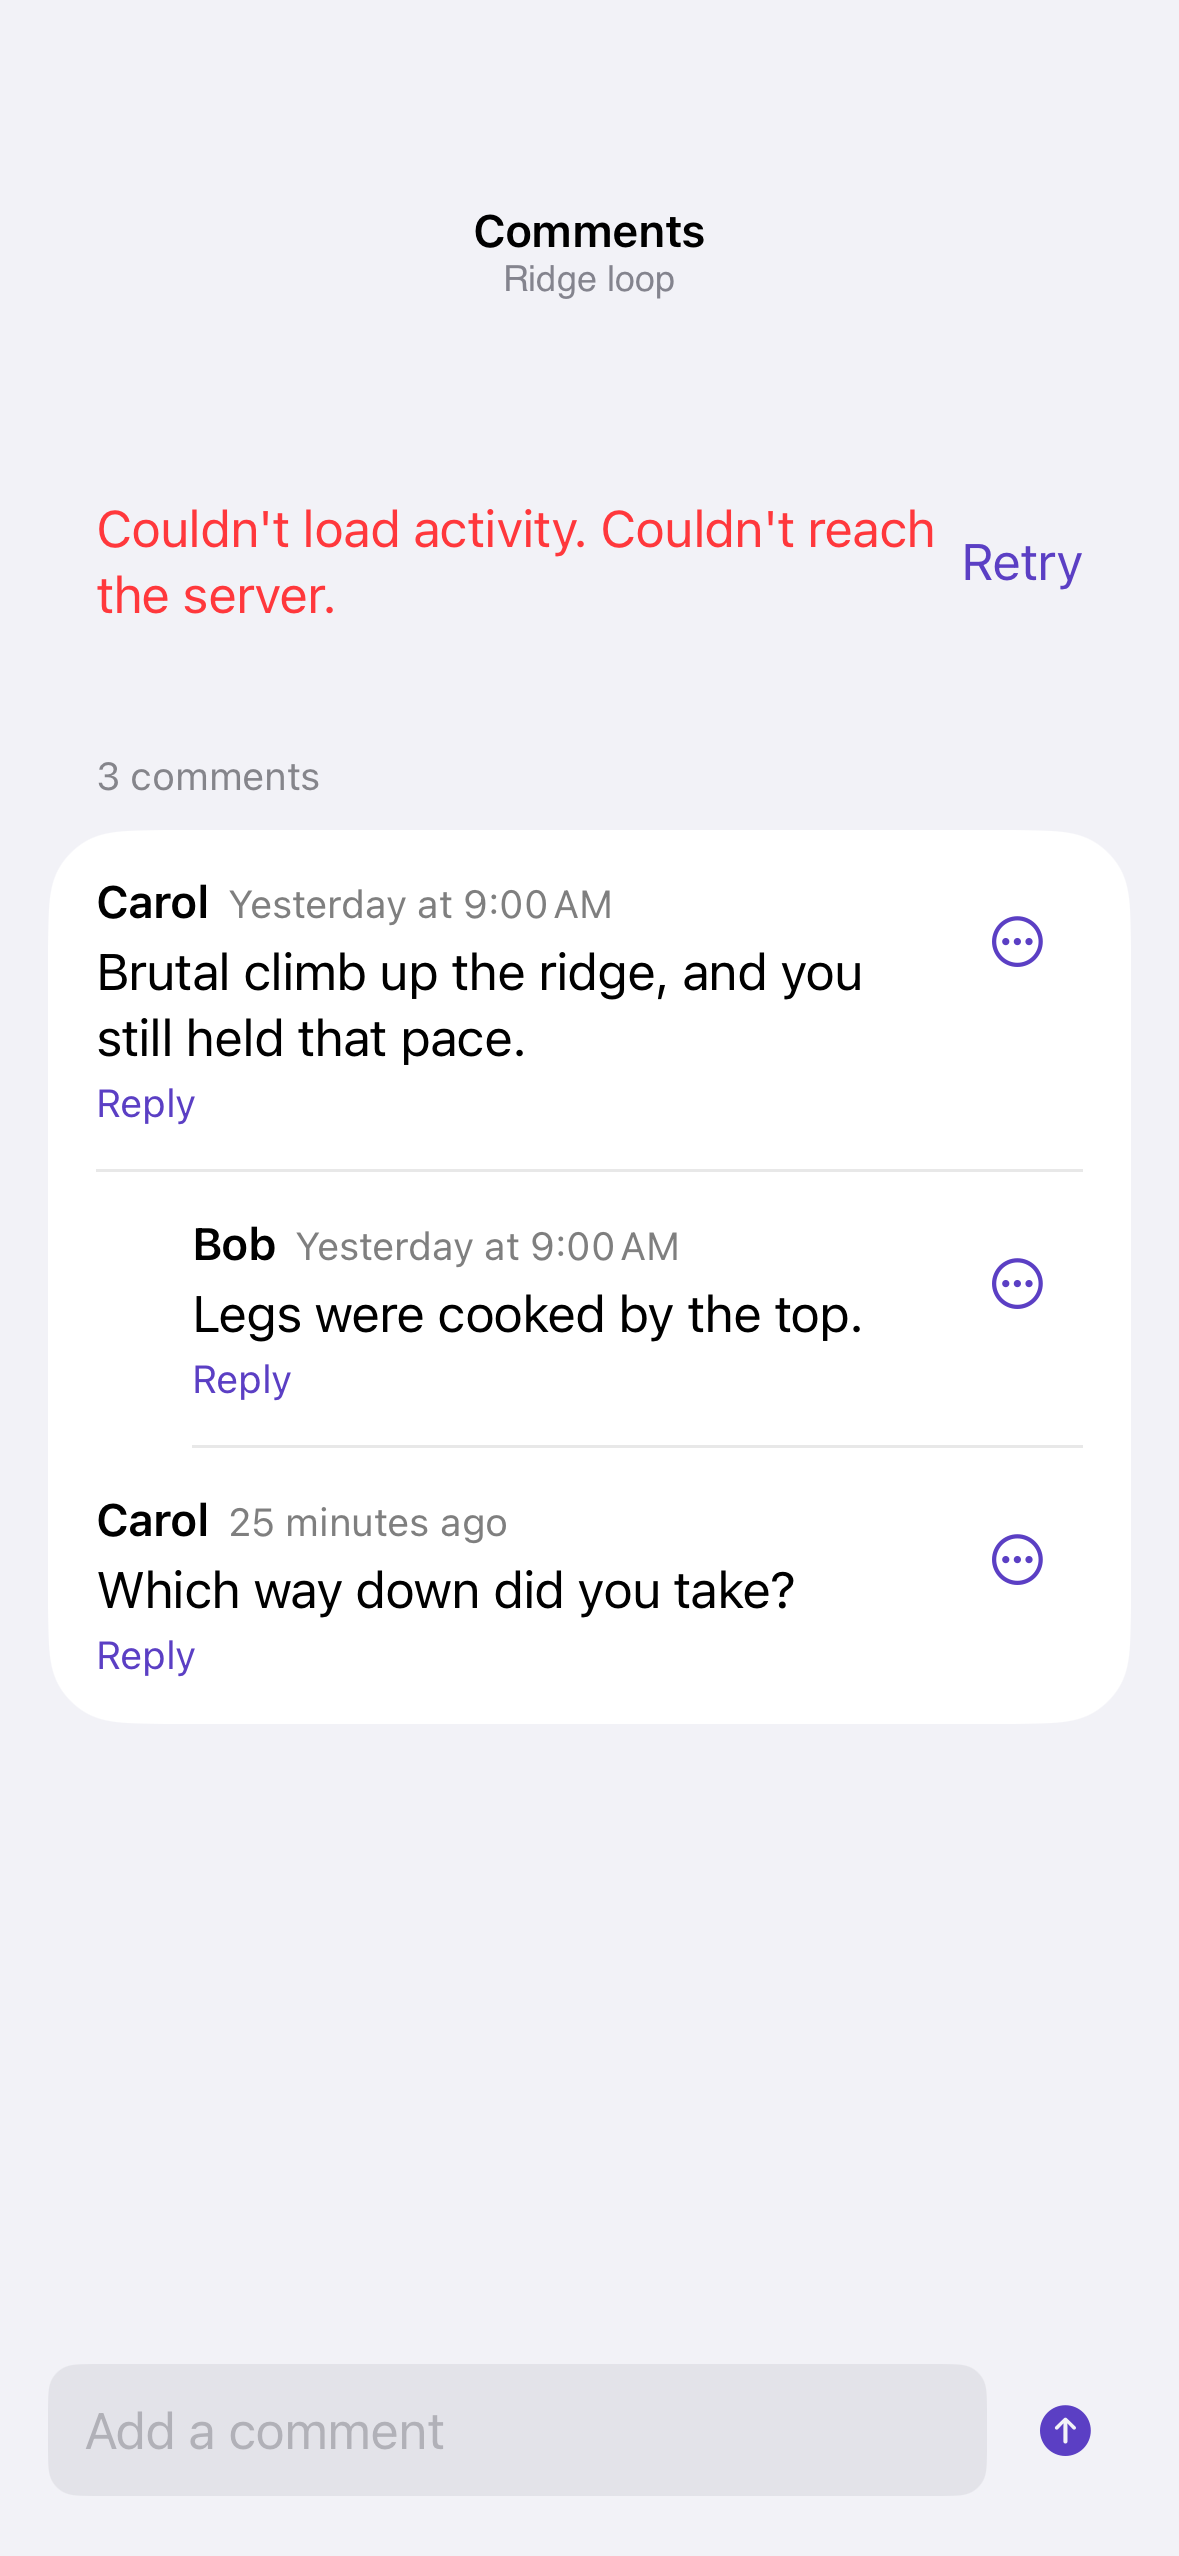 Comments
Ridge loop
Couldn't load activity. Couldn't reach
the server.
Retry
3 comments
Carol Yesterday at 9:00 AM
Brutal climb up the ridge, and you
still held that pace.
Reply
Bob Yesterday at 9:00 AM
Legs were cooked by the top.
Reply
Carol 25 minutes ago
Which way down did you take?
Reply
Add a comment